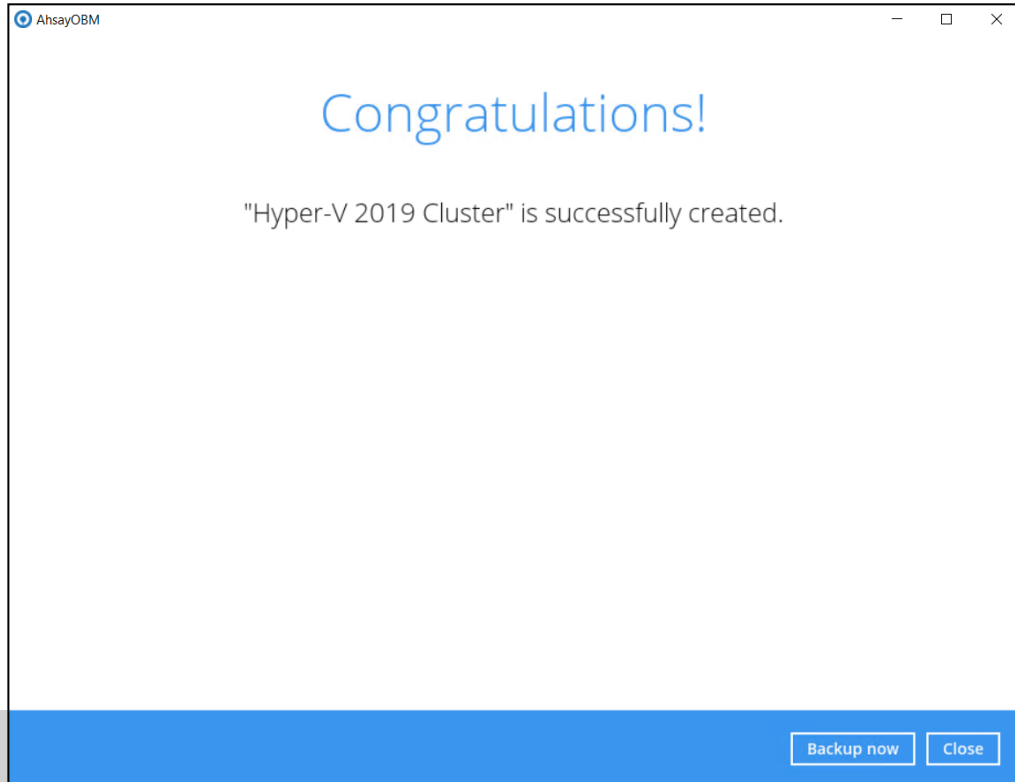 AhsayOBM
Congratulations!
"Hyper-V 2019 Cluster" is successfully created.
Backup now Close